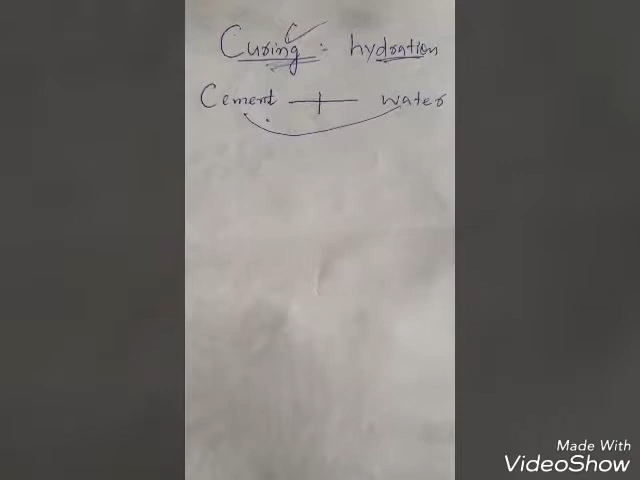 Curing : hydration
Cement + water
Made With
VideoShow